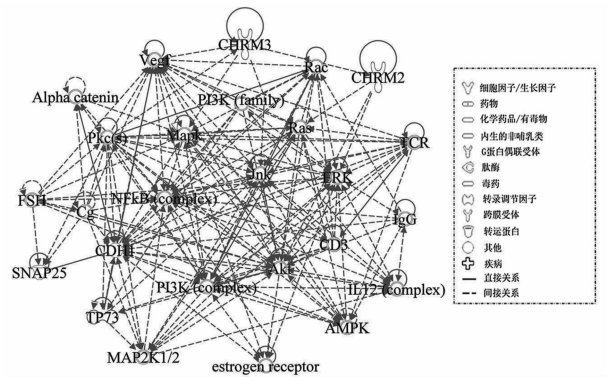 CHRM3
Vegf
Rac
CHRM2
Alpha catenin
PI3K (family)
Pkc(s)
Mapk
Ras
TCR
Jnk
ERK
FSH
Cg
NFkB (complex)
IgG
CDH1
CD3
SNAP25
Akt
PI3K (complex)
IL12 (complex)
TP73
AMPK
MAP2K1/2
estrogen receptor
细胞因子/生长因子
药物
化学药品/有毒物
内生的非哺乳类
G蛋白偶联受体
肽酶
毒药
转录调节因子
跨膜受体
转运蛋白
其他
疾病
直接关系
间接关系